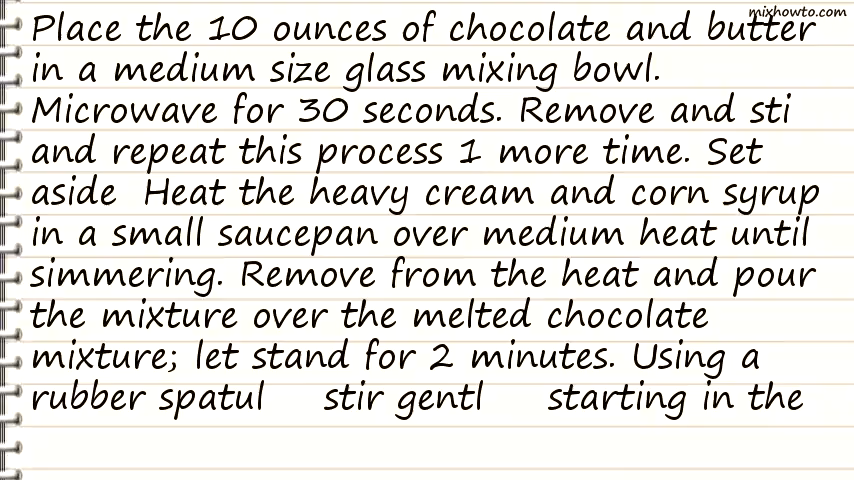 mixhowto.com
Place the 10 ounces of chocolate and butter
in a medium size glass mixing bowl.
Microwave for 30 seconds. Remove and sti
and repeat this process 1 more time. Set
aside  Heat the heavy cream and corn syrup
in a small saucepan over medium heat until
simmering. Remove from the heat and pour
the mixture over the melted chocolate
mixture; let stand for 2 minutes. Using a
rubber spatul    stir gentl    starting in the